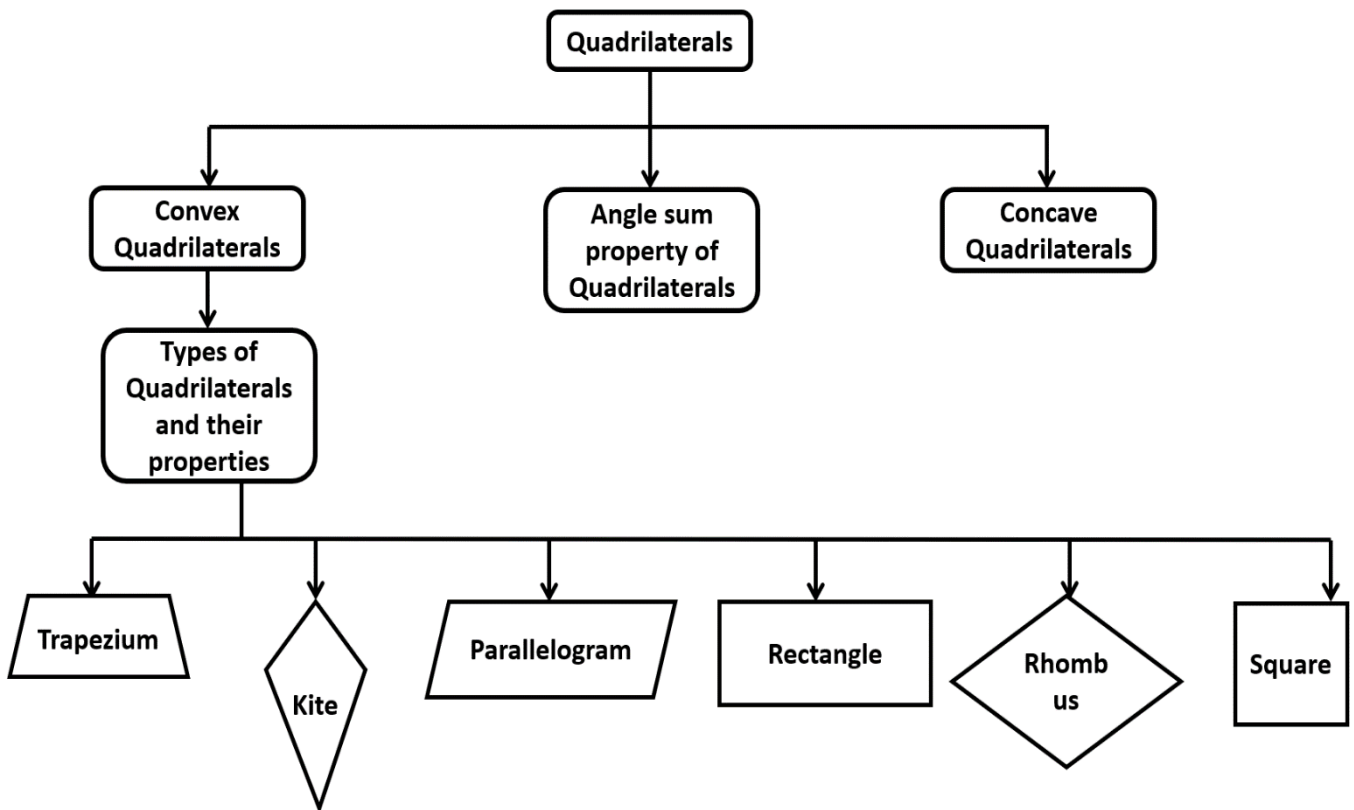 Quadrilaterals
Convex
Quadrilaterals
Angle sum
property of
Quadrilaterals
Concave
Quadrilaterals
Types of
Quadrilaterals
and their
properties
Trapezium
Kite
Parallelogram
Rectangle
Rhomb
us
Square